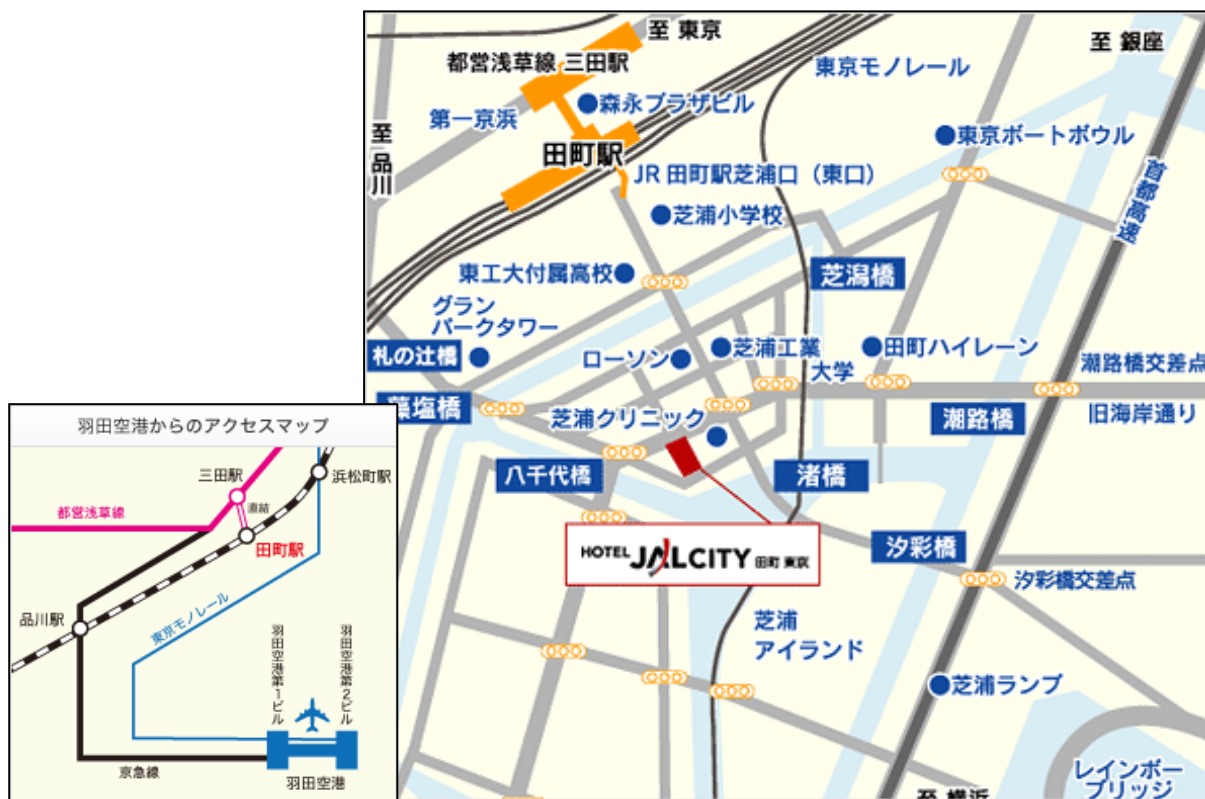 至 東京
至 銀座
都営浅草線 三田駅
東京モノレール
森永プラザビル
第一京浜
東京ポートボウル
至 品川
田町駅
JR 田町駅芝浦口（東口）
首都高速
芝浦小学校
東工大付属高校
芝潟橋
グラン
パークタワー
札の辻橋
ローソン
芝浦工業
大学
田町ハイレーン
潮路橋交差点
藻塩橋
芝浦クリニック
潮路橋
旧海岸通り
八千代橋
渚橋
HOTEL JALCITY 田町 東京
汐彩橋
汐彩橋交差点
芝浦
アイランド
芝浦ランプ
レインボー
ブリッジ
至 横浜
羽田空港からのアクセスマップ
三田駅
浜松町駅
都営浅草線
直結
田町駅
品川駅
東京モノレール
羽田空港第1ビル
羽田空港第2ビル
京急線
羽田空港